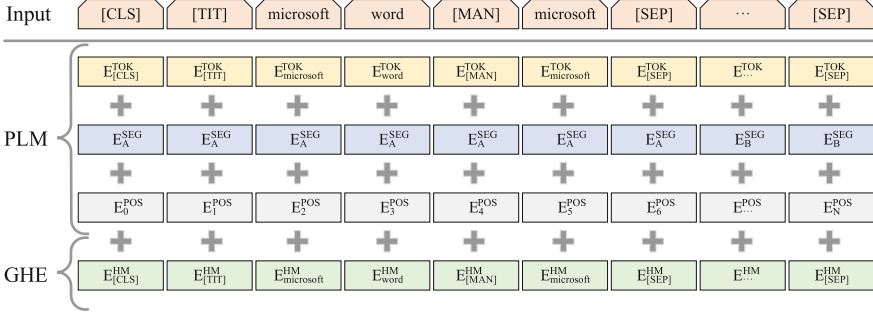 Input [CLS] [TIT] microsoft word [MAN] microsoft [SEP] ... [SEP]
E^TOK_[CLS] E^TOK_[TIT] E^TOK_microsoft E^TOK_word E^TOK_[MAN] E^TOK_microsoft E^TOK_[SEP] E^TOK_... E^TOK_[SEP]
+ + + + + + + + +
PLM E^SEG_A E^SEG_A E^SEG_A E^SEG_A E^SEG_A E^SEG_A E^SEG_A E^SEG_B E^SEG_B
+ + + + + + + + +
E^POS_0 E^POS_1 E^POS_2 E^POS_3 E^POS_4 E^POS_5 E^POS_6 E^POS_... E^POS_N
+ + + + + + + + +
GHE E^HM_[CLS] E^HM_[TIT] E^HM_microsoft E^HM_word E^HM_[MAN] E^HM_microsoft E^HM_[SEP] E^HM_... E^HM_[SEP]